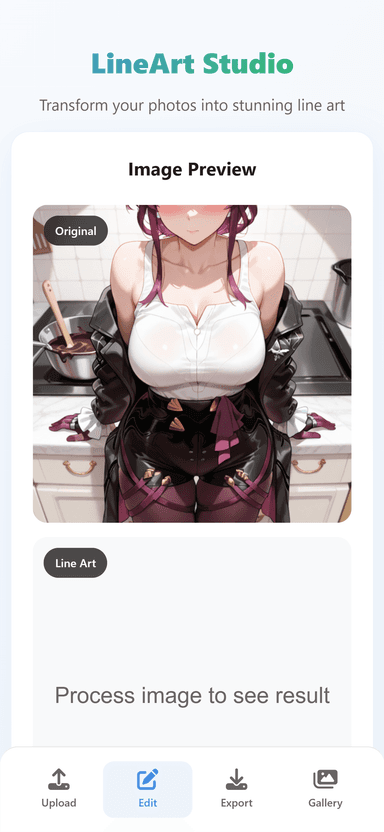 LineArt Studio
Transform your photos into stunning line art
Image Preview
Original
Line Art
Process image to see result
Upload
Edit
Export
Gallery